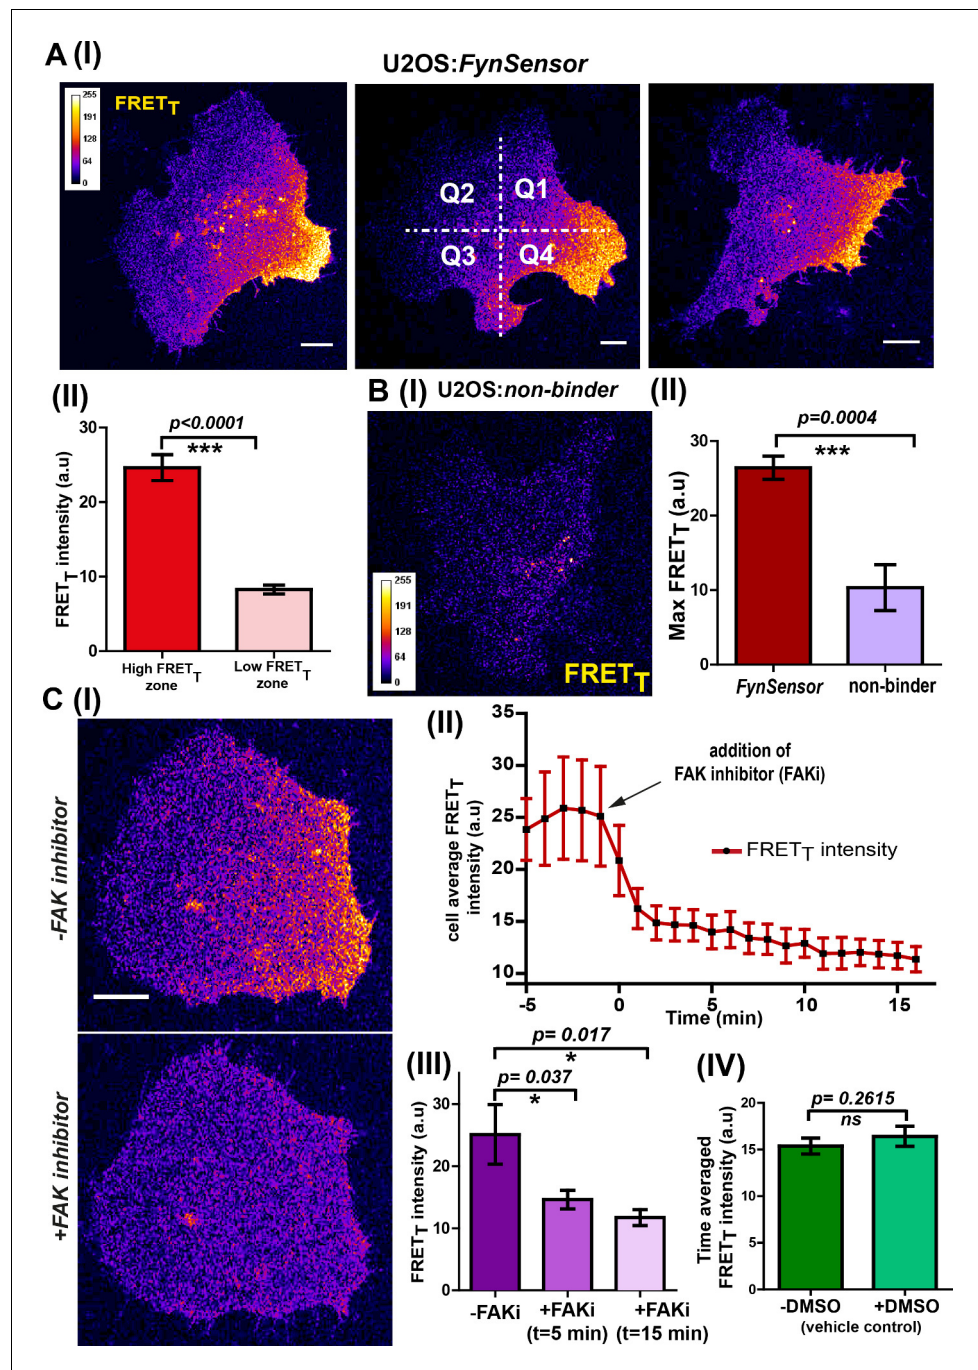 A (I)
U2OS:FynSensor
255
191
128
64
0
FRETT
Q2 Q1
Q3 Q4
(II)
p<0.0001
***
FRETT intensity (a.u)
30
20
10
0
High FRETT zone
Low FRETT zone
B (I) U2OS:non-binder
255
191
128
64
0
FRETT
(II)
p=0.0004
***
Max FRETT (a.u)
30
20
10
0
FynSensor
non-binder
C (I)
-FAK inhibitor
+FAK inhibitor
(II)
cell average FRETT
intensity (a.u)
35
30
25
20
15
10
addition of
FAK inhibitor (FAKi)
FRETT intensity
-5 0 5 10 15
Time (min)
(III)
p= 0.017
*
p= 0.037
*
FRETT intensity (a.u)
30
20
10
0
-FAKi
+FAKi
(t=5 min)
+FAKi
(t=15 min)
(IV)
p= 0.2615
ns
Time averaged
FRETT intensity (a.u)
20
15
10
5
0
-DMSO +DMSO
(vehicle control)